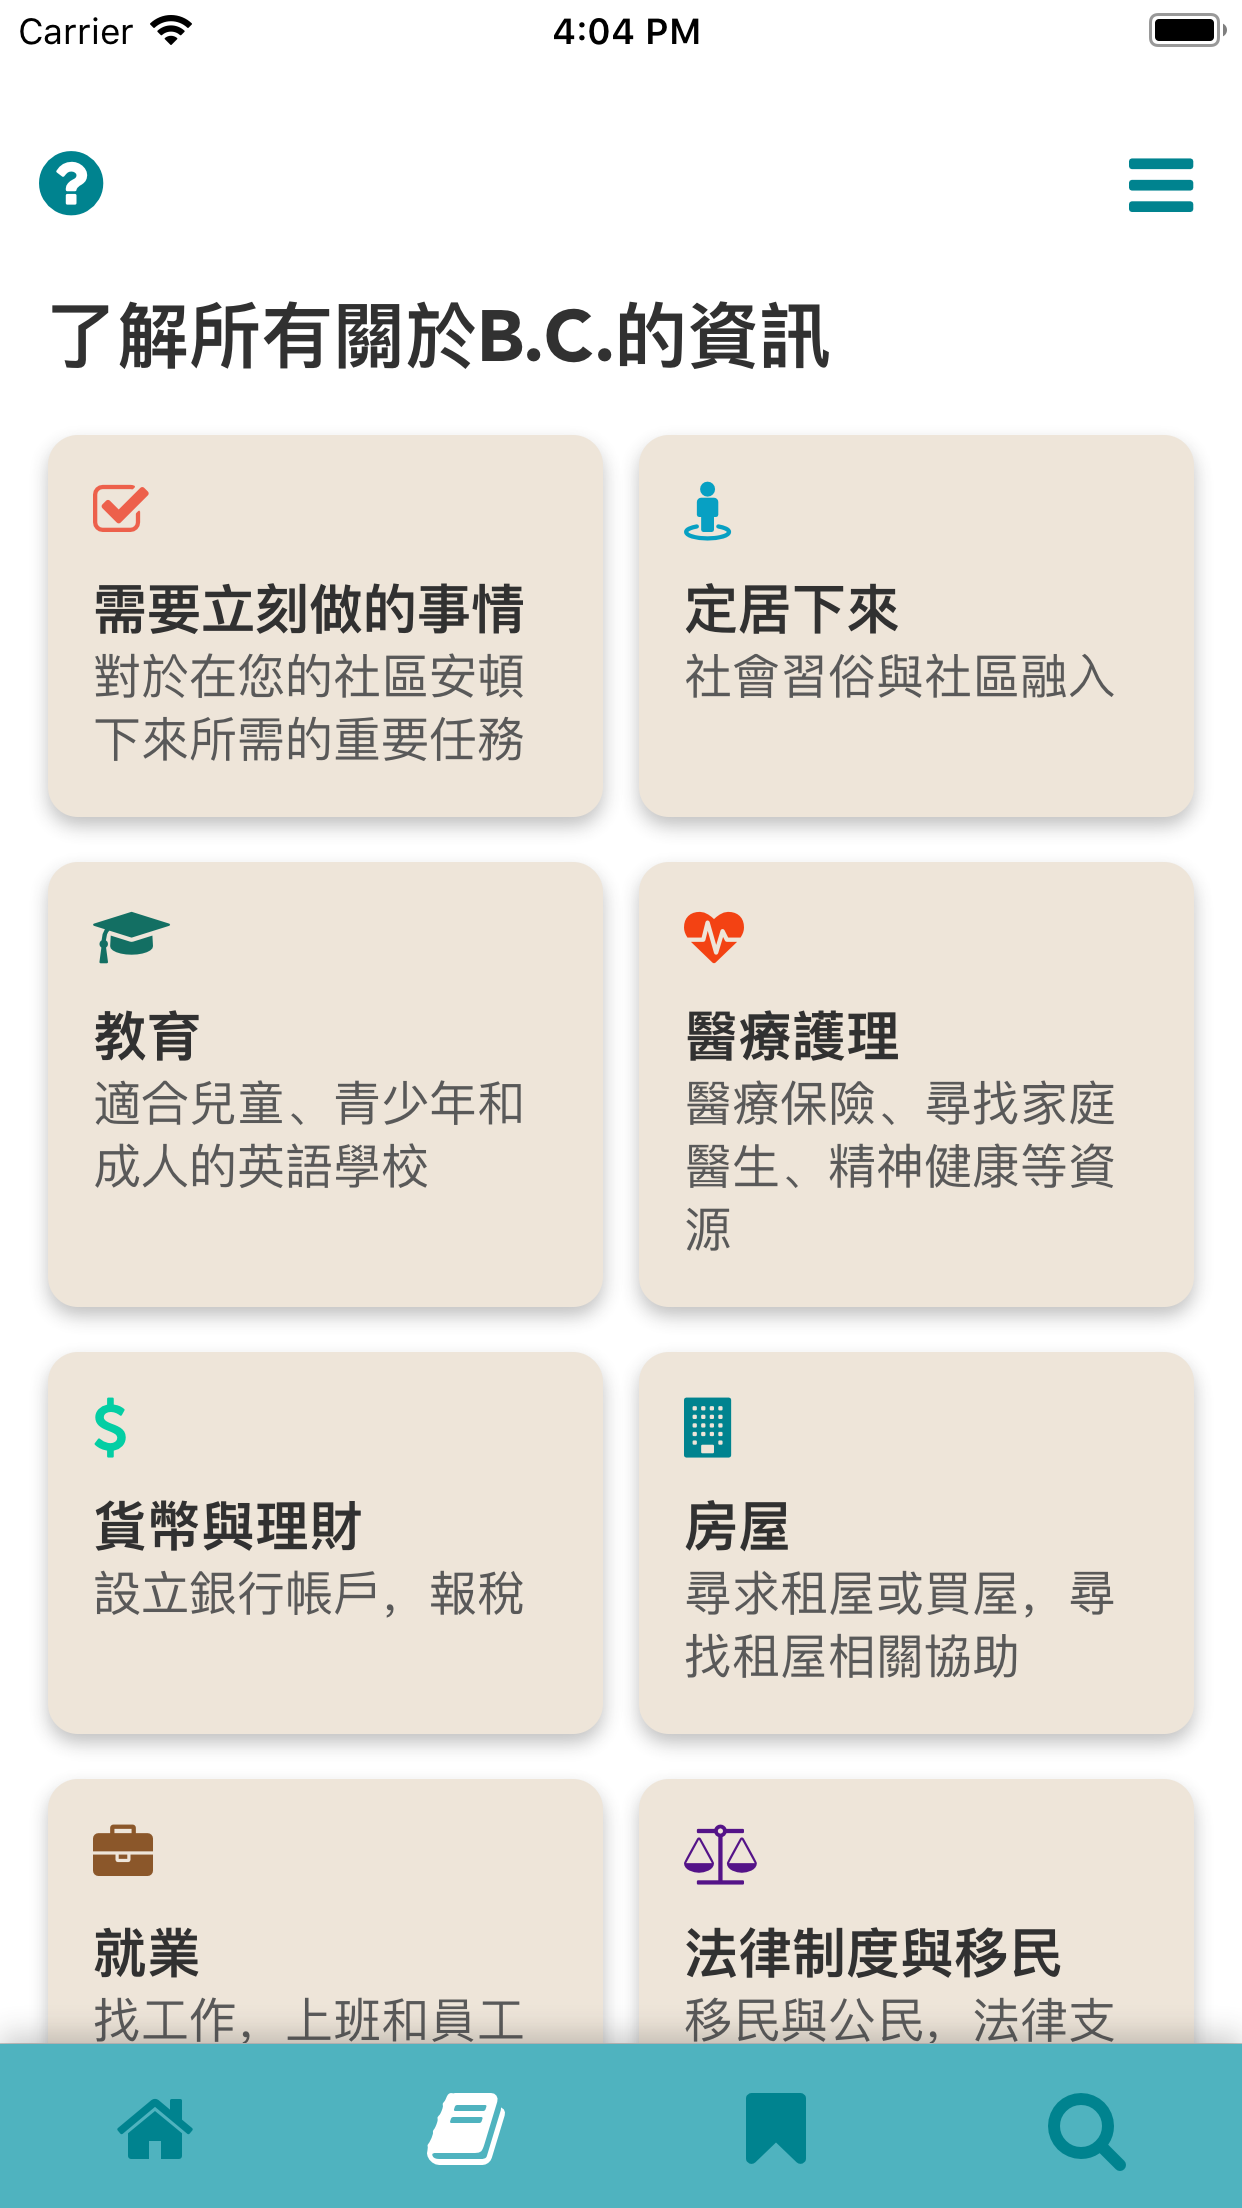 Carrier
4:04 PM
了解所有關於B.C.的資訊
需要立刻做的事情
對於在您的社區安頓
下來所需的重要任務
定居下來
社會習俗與社區融入
教育
適合兒童、青少年和
成人的英語學校
醫療護理
醫療保險、尋找家庭
醫生、精神健康等資
源
貨幣與理財
設立銀行帳戶，報稅
房屋
尋求租屋或買屋，尋
找租屋相關協助
就業
找工作，上班和員工
法律制度與移民
移民與公民，法律支